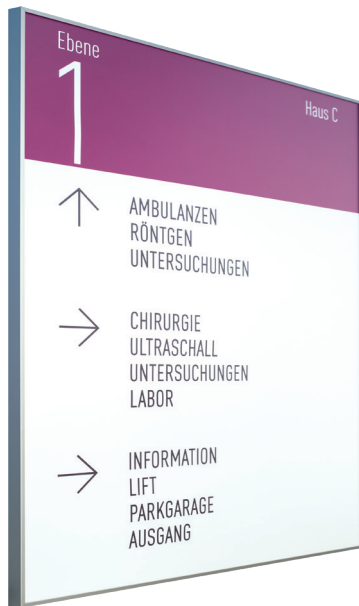 Ebene
1
Haus C
AMBULANZEN
RÖNTGEN
UNTERSUCHUNGEN
CHIRURGIE
ULTRASCHALL
UNTERSUCHUNGEN
LABOR
INFORMATION
LIFT
PARKGARAGE
AUSGANG